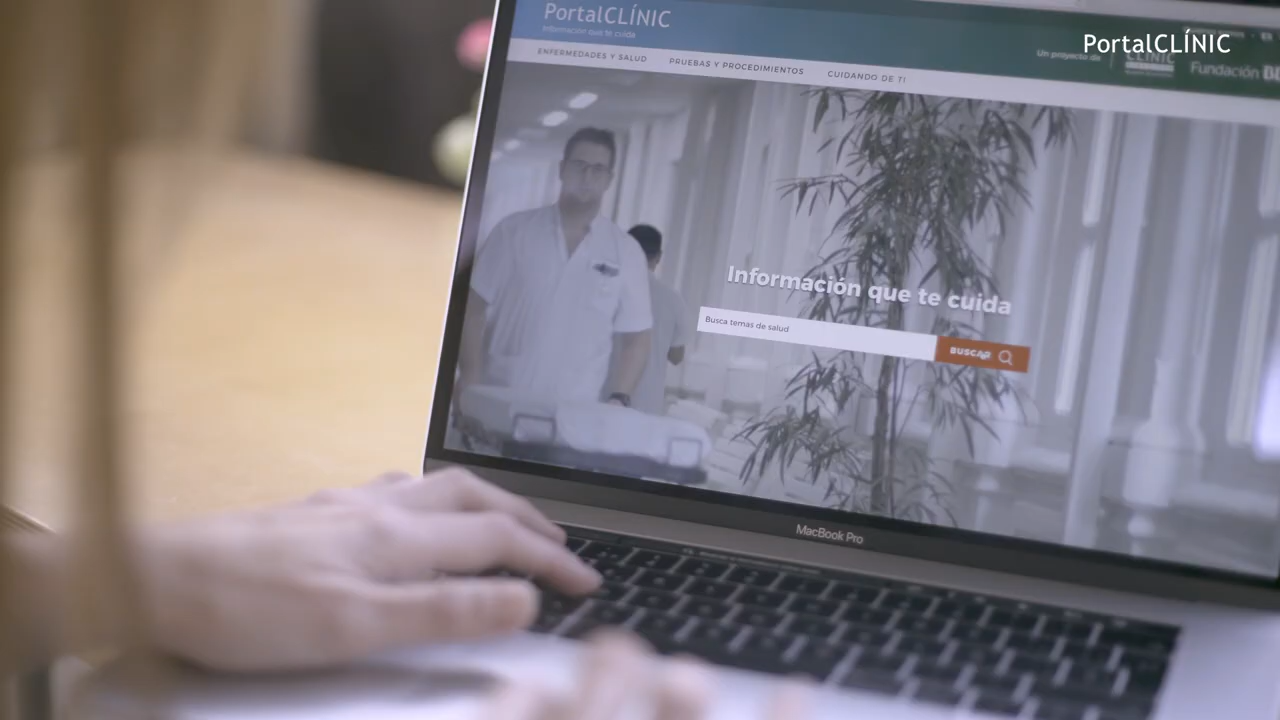 PortalCLÍNIC
Información que te cuida
PortalCLÍNIC
Un proyecto de
CLÍNIC
Fundación
ENFERMEDADES Y SALUD PRUEBAS Y PROCEDIMIENTOS CUIDANDO DE TI
Información que te cuida
Busca temas de salud
BUSCAR
MacBook Pro